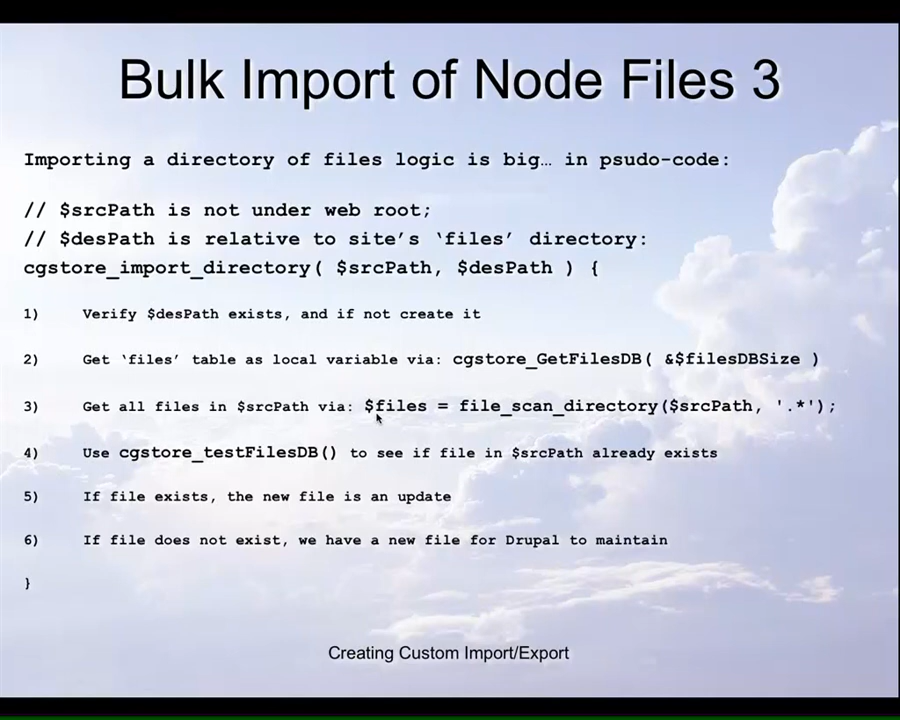 Bulk Import of Node Files 3
Importing a directory of files logic is big… in psudo-code:
// $srcPath is not under web root;
// $desPath is relative to site’s ‘files’ directory:
cgstore_import_directory( $srcPath, $desPath ) {
1) Verify $desPath exists, and if not create it
2) Get ‘files’ table as local variable via: cgstore_GetFilesDB( &$filesDBSize )
3) Get all files in $srcPath via: $files = file_scan_directory($srcPath, '.*');
4) Use cgstore_testFilesDB() to see if file in $srcPath already exists
5) If file exists, the new file is an update
6) If file does not exist, we have a new file for Drupal to maintain
}
Creating Custom Import/Export